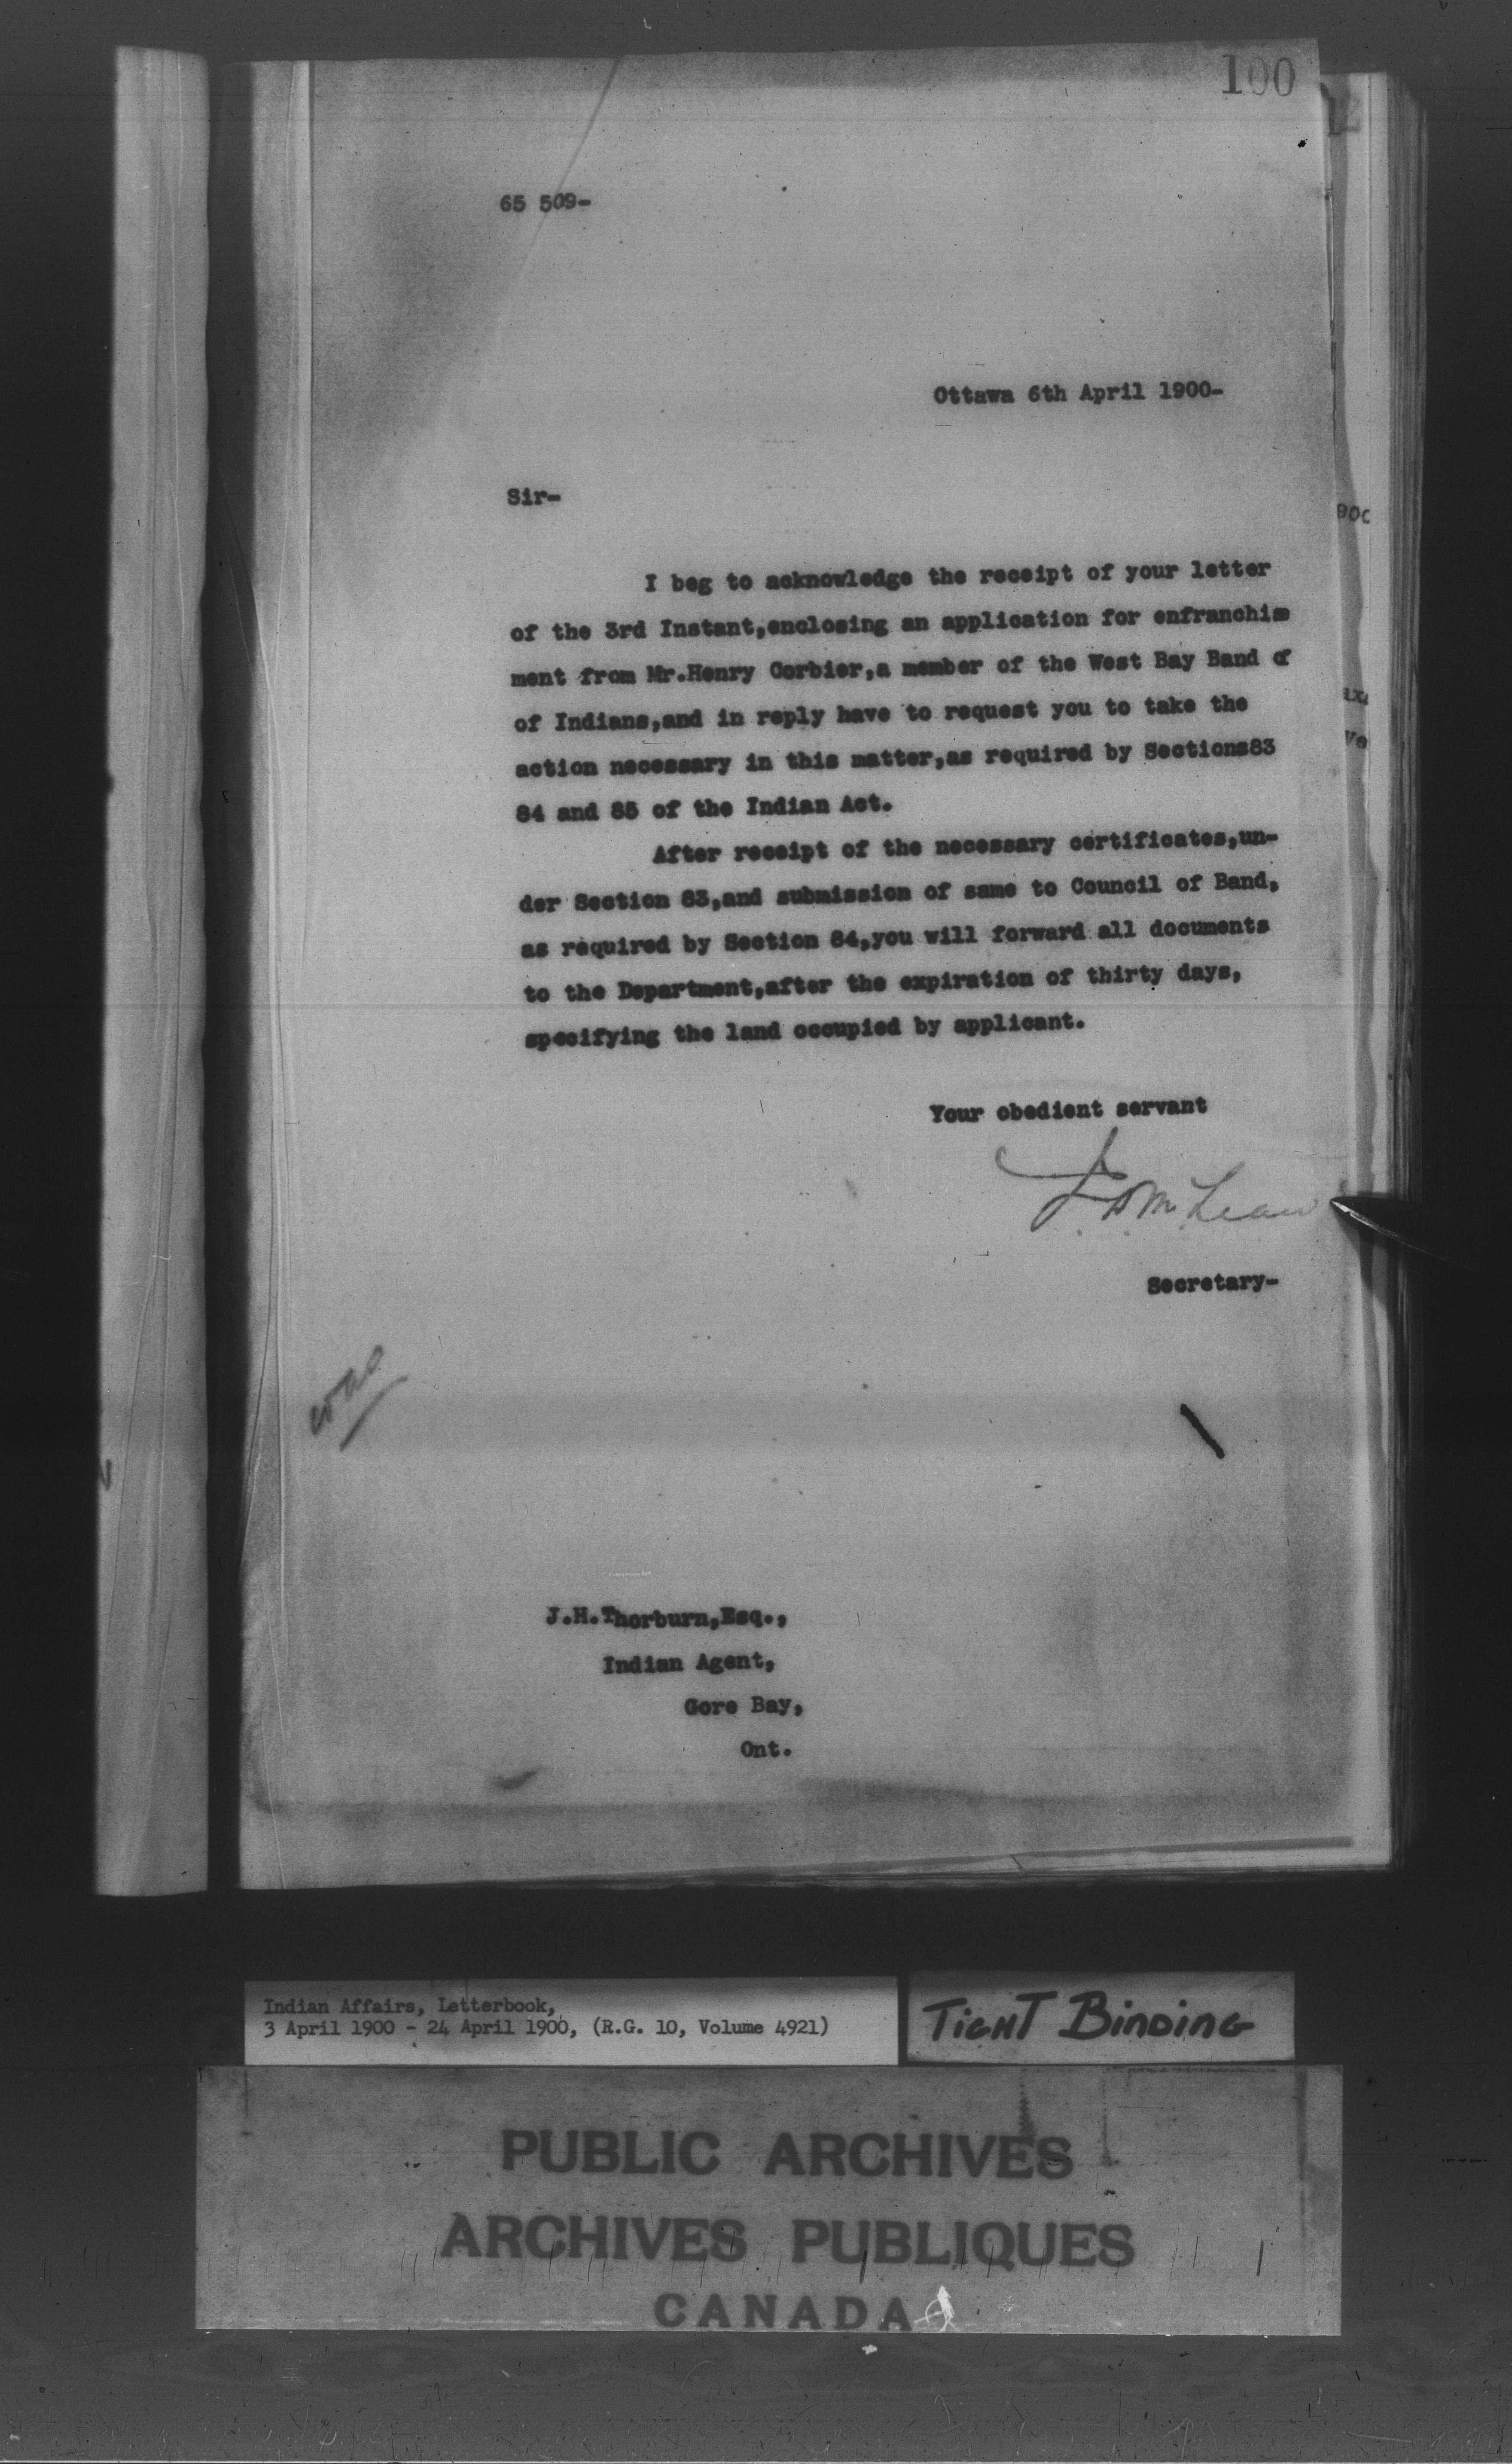 100
65 509-
Ottawa 6th April 1900-
Sir-
I beg to acknowledge the receipt of your letter
of the 3rd Instant,enclosing an application for enfranchise
ment from Mr.Henry Corbier,a member of the West Bay Band of
of Indians,and in reply have to request you to take the
action necessary in this matter,as required by Sections83
84 and 85 of the Indian Act.
After receipt of the necessary certificates,un-
der Section 83,and submission of same to Council of Band,
as required by Section 84,you will forward all documents
to the Department,after the expiration of thirty days,
specifying the land occupied by applicant.
Your obedient servant
J D McLean
Secretary-
J.H.Thorburn,Esq.,
Indian Agent,
Gore Bay,
Ont.
Indian Affairs, Letterbook,
3 April 1900 - 24 April 1900, (R.G. 10, Volume 4921)
TIGHT BINDING
PUBLIC ARCHIVES
ARCHIVES PUBLIQUES
CANADA